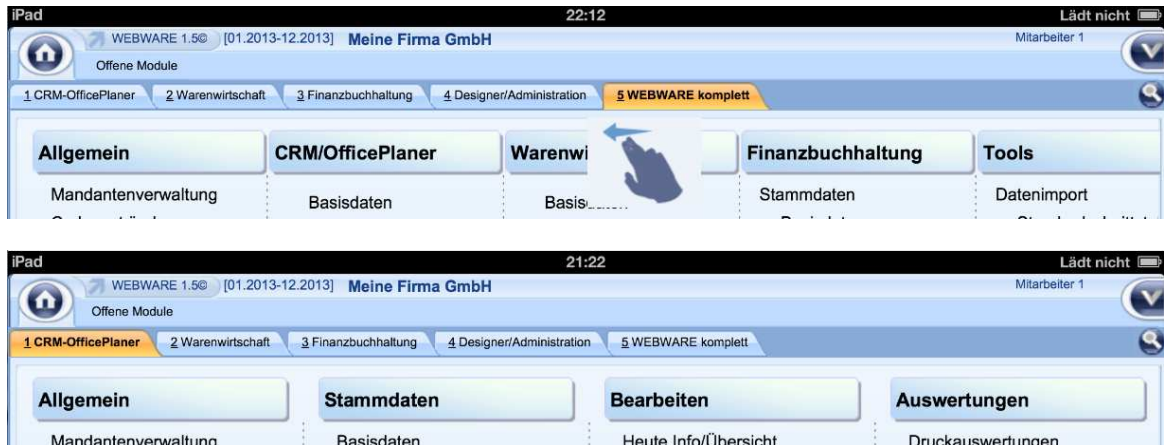 iPad 22:12 Lädt nicht
WEBWARE 1.5© [01.2013-12.2013] Meine Firma GmbH Mitarbeiter 1
Offene Module
1 CRM-OfficePlaner 2 Warenwirtschaft 3 Finanzbuchhaltung 4 Designer/Administration 5 WEBWARE komplett
Allgemein CRM/OfficePlaner Warenwi Finanzbuchhaltung Tools
Mandantenverwaltung Basisdaten Stammdaten Datenimport
iPad 21:22 Lädt nicht
WEBWARE 1.5© [01.2013-12.2013] Meine Firma GmbH Mitarbeiter 1
Offene Module
1 CRM-OfficePlaner 2 Warenwirtschaft 3 Finanzbuchhaltung 4 Designer/Administration 5 WEBWARE komplett
Allgemein Stammdaten Bearbeiten Auswertungen
Mandantenverwaltung Basisdaten Heute Info/Übersicht Druckauswertungen